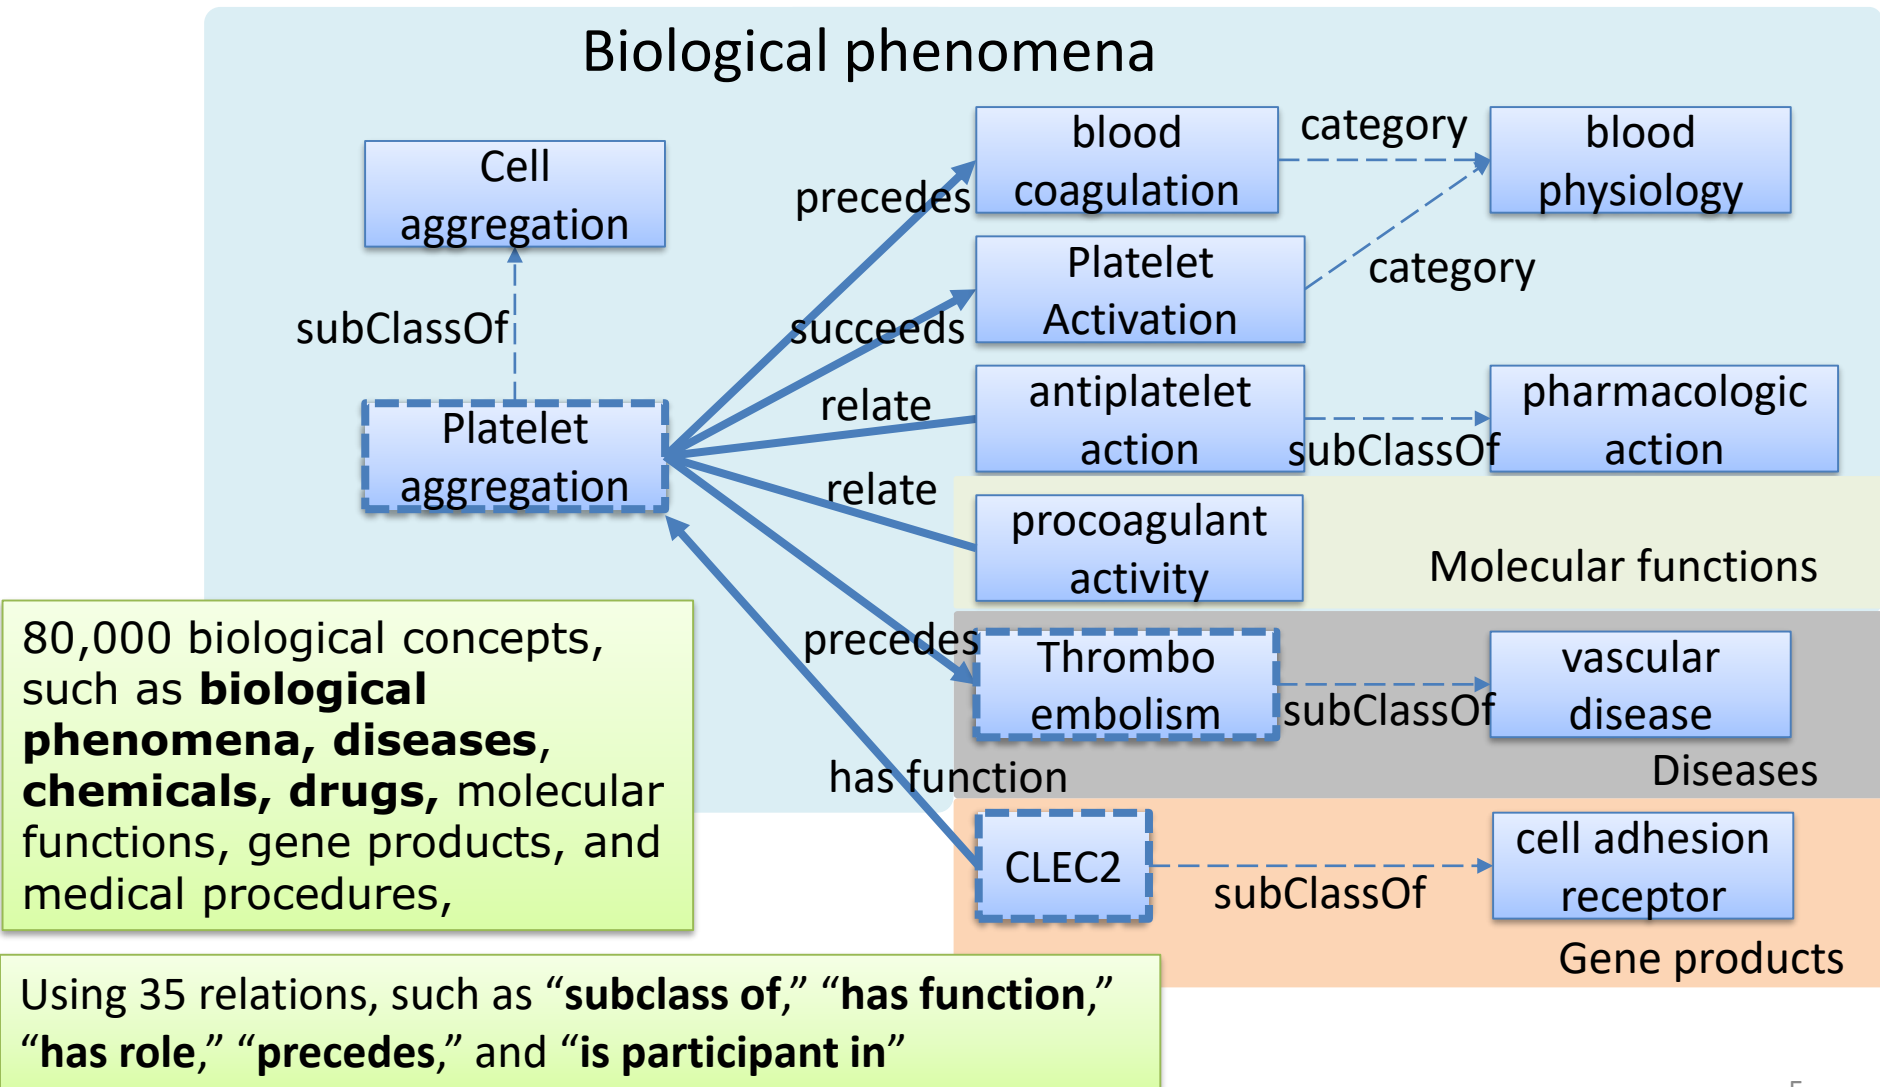 Biological phenomena
Cell
aggregation
subClassOf
Platelet
aggregation
precedes
succeeds
relate
relate
precedes
has function
blood
coagulation
category
blood
physiology
Platelet
Activation
category
antiplatelet
action
subClassOf
pharmacologic
action
procoagulant
activity
Molecular functions
Thrombo
embolism
subClassOf
vascular
disease
Diseases
CLEC2
subClassOf
cell adhesion
receptor
Gene products
80,000 biological concepts,
such as biological
phenomena, diseases,
chemicals, drugs, molecular
functions, gene products, and
medical procedures,
Using 35 relations, such as “subclass of,” “has function,”
“has role,” “precedes,” and “is participant in”